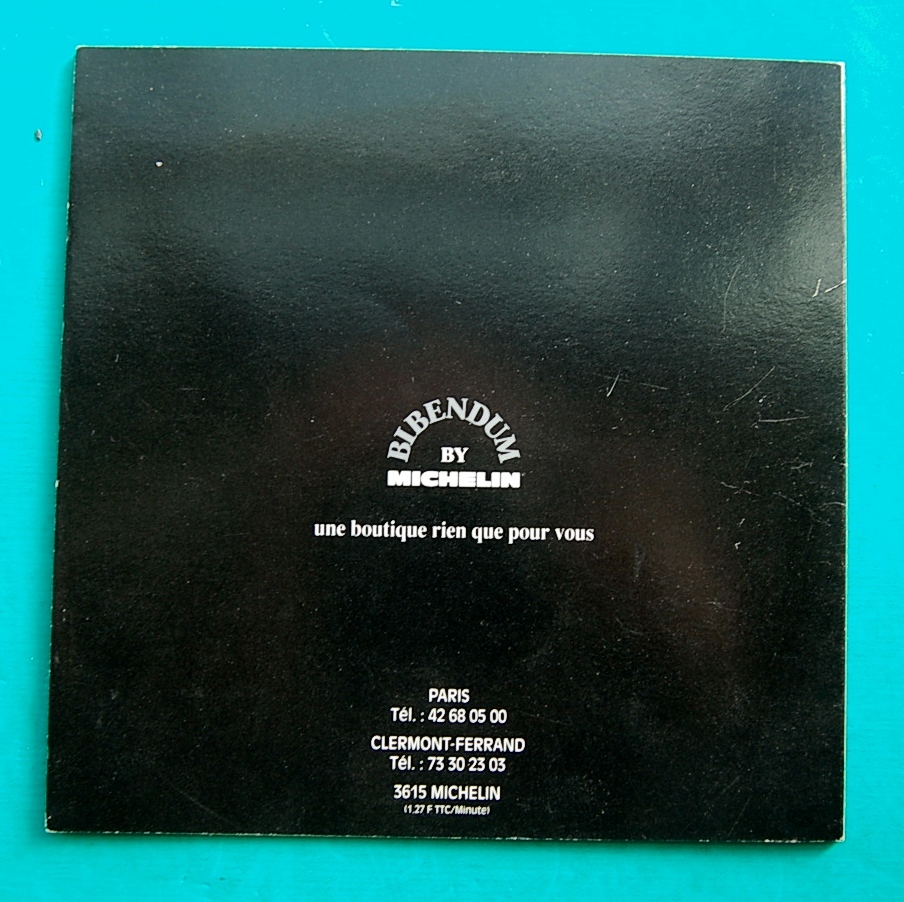 BIBENDUM
BY
MICHELIN
une boutique rien que pour vous
PARIS
Tél. : 42 68 05 00
CLERMONT-FERRAND
Tél. : 73 30 23 03
3615 MICHELIN
(1,27 F TTC/Minute)